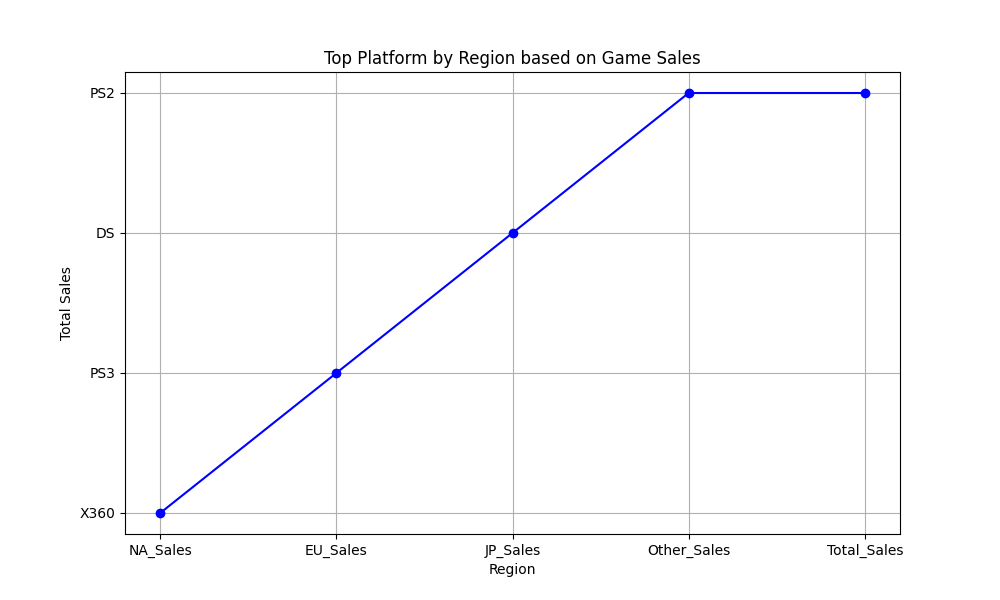 Top Platform by Region based on Game Sales
PS2
DS
PS3
X360
Total Sales
NA_Sales
EU_Sales
JP_Sales
Other_Sales
Total_Sales
Region